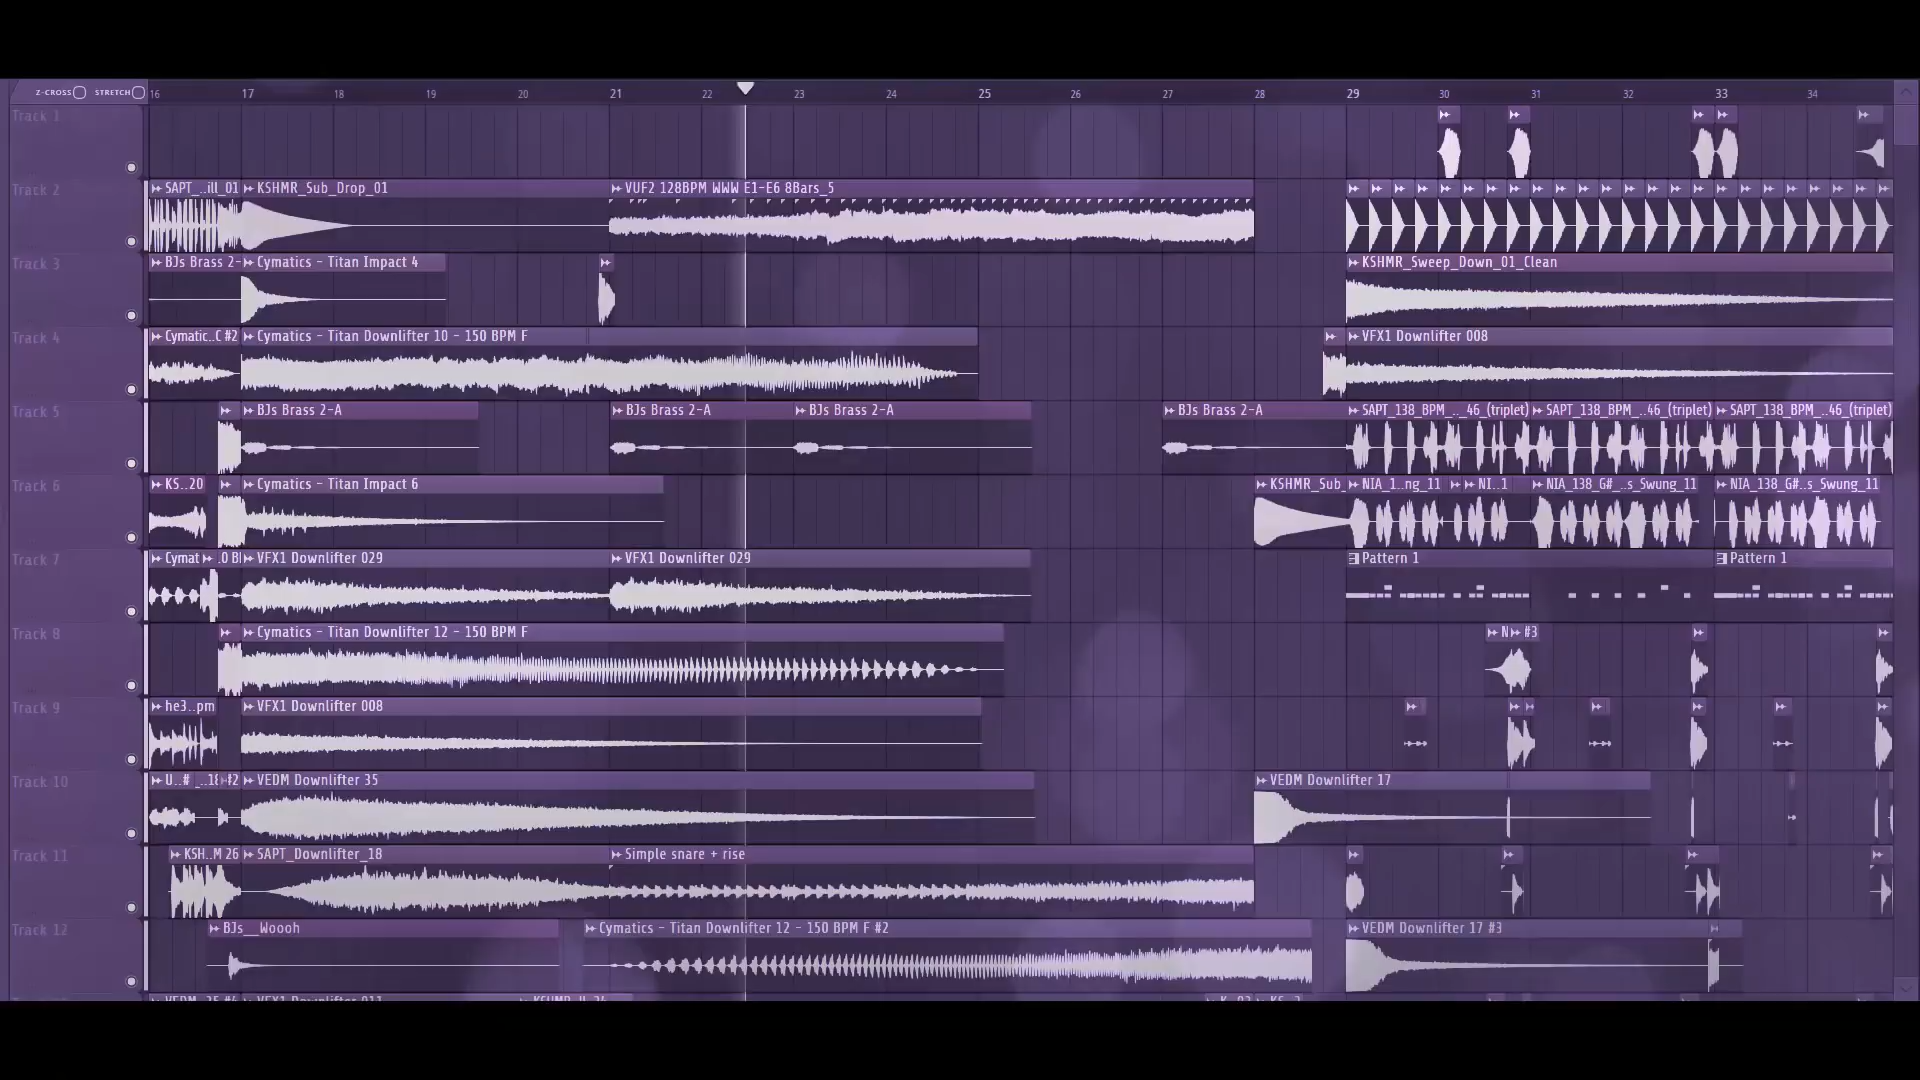 Z-CROSS STRETCH 16 17 18 19 20 21 22 23 24 25 26 27 28 29 30 31 32 33 34
Track 1
Track 2
SAPT_..ill_01 KSHMR_Sub_Drop_01 VUF2 128BPM WWW E1-E6 8Bars_5
Track 3
BJs Brass 2- Cymatics - Titan Impact 4 KSHMR_Sweep_Down_01_Clean
Track 4
Cymatic..C #2 Cymatics - Titan Downlifter 10 - 150 BPM F VFX1 Downlifter 008
Track 5
BJs Brass 2-A BJs Brass 2-A BJs Brass 2-A BJs Brass 2-A SAPT_138_BPM_.._46_(triplet) SAPT_138_BPM_..46_(triplet) SAPT_138_BPM_..46_(triplet)
Track 6
KS..20 Cymatics - Titan Impact 6 KSHMR_Sub_ NIA_1..ng_11 NI..1 NIA_138_G#_..s_Swung_11 NIA_138_G#..s_Swung_11
Track 7
Cymat VFX1 Downlifter 029 VFX1 Downlifter 029 Pattern 1 Pattern 1
Track 8
Cymatics - Titan Downlifter 12 - 150 BPM F N #3
Track 9
he3..pm VFX1 Downlifter 008
Track 10
#2 VEDM Downlifter 35 VEDM Downlifter 17
Track 11
KSH..M 26 SAPT_Downlifter_18 Simple snare + rise
Track 12
BJs__Woooh Cymatics - Titan Downlifter 12 - 150 BPM F #2 VEDM Downlifter 17 #3